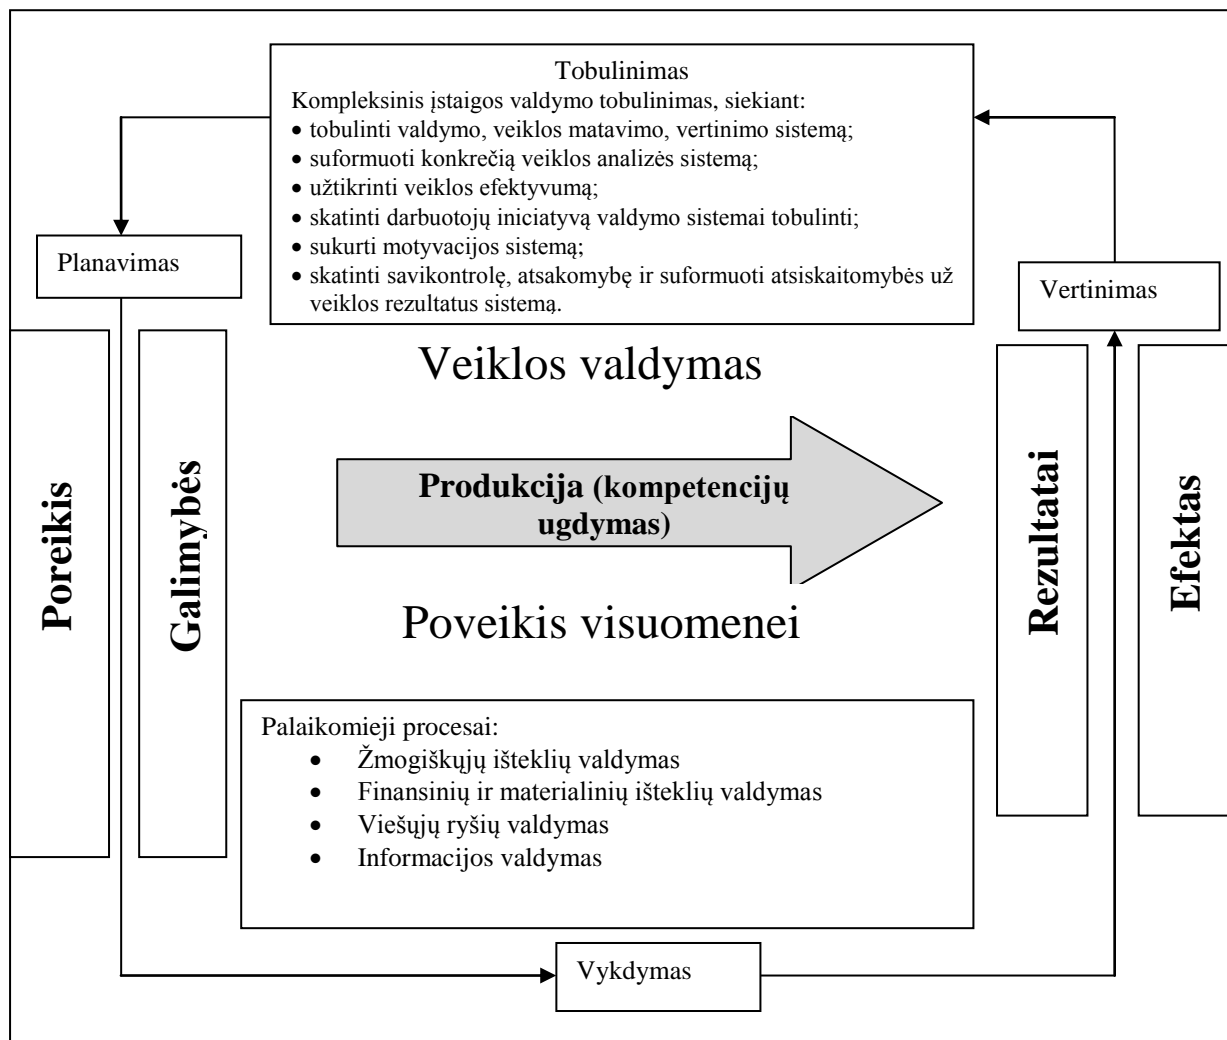 Tobulinimas
Kompleksinis įstaigos valdymo tobulinimas, siekiant:
• tobulinti valdymo, veiklos matavimo, vertinimo sistemą;
• suformuoti konkrečią veiklos analizės sistemą;
• užtikrinti veiklos efektyvumą;
• skatinti darbuotojų iniciatyvą valdymo sistemai tobulinti;
• sukurti motyvacijos sistemą;
• skatinti savikontrolę, atsakomybę ir suformuoti atsiskaitomybės už
veiklos rezultatus sistemą.
Planavimas
Vertinimas
Veiklos valdymas
Poreikis
Galimybės
Produkcija (kompetencijų
ugdymas)
Rezultatai
Efektas
Poveikis visuomenei
Palaikomieji procesai:
• Žmogiškųjų išteklių valdymas
• Finansinių ir materialinių išteklių valdymas
• Viešųjų ryšių valdymas
• Informacijos valdymas
Vykdymas